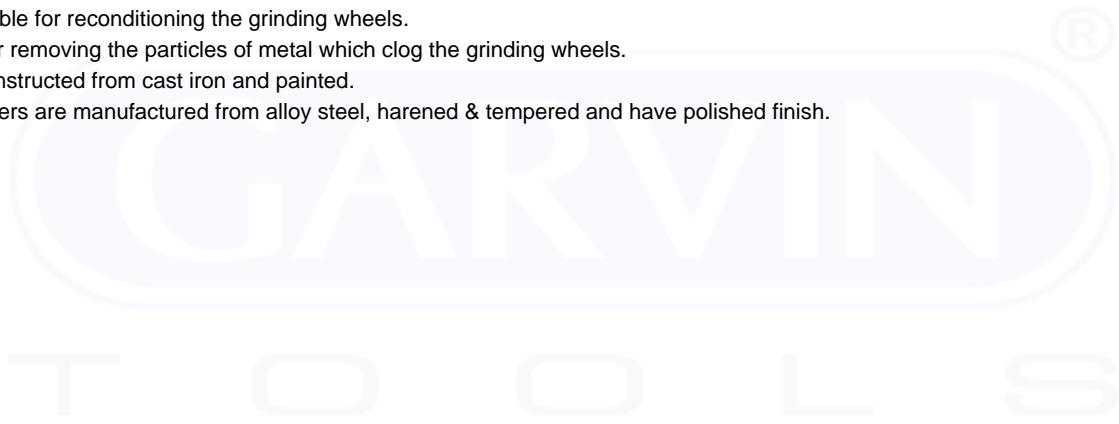 ble for reconditioning the grinding wheels.
r removing the particles of metal which clog the grinding wheels.
nstructed from cast iron and painted.
ers are manufactured from alloy steel, harened & tempered and have polished finish.
GARVIN ®
TOOLS